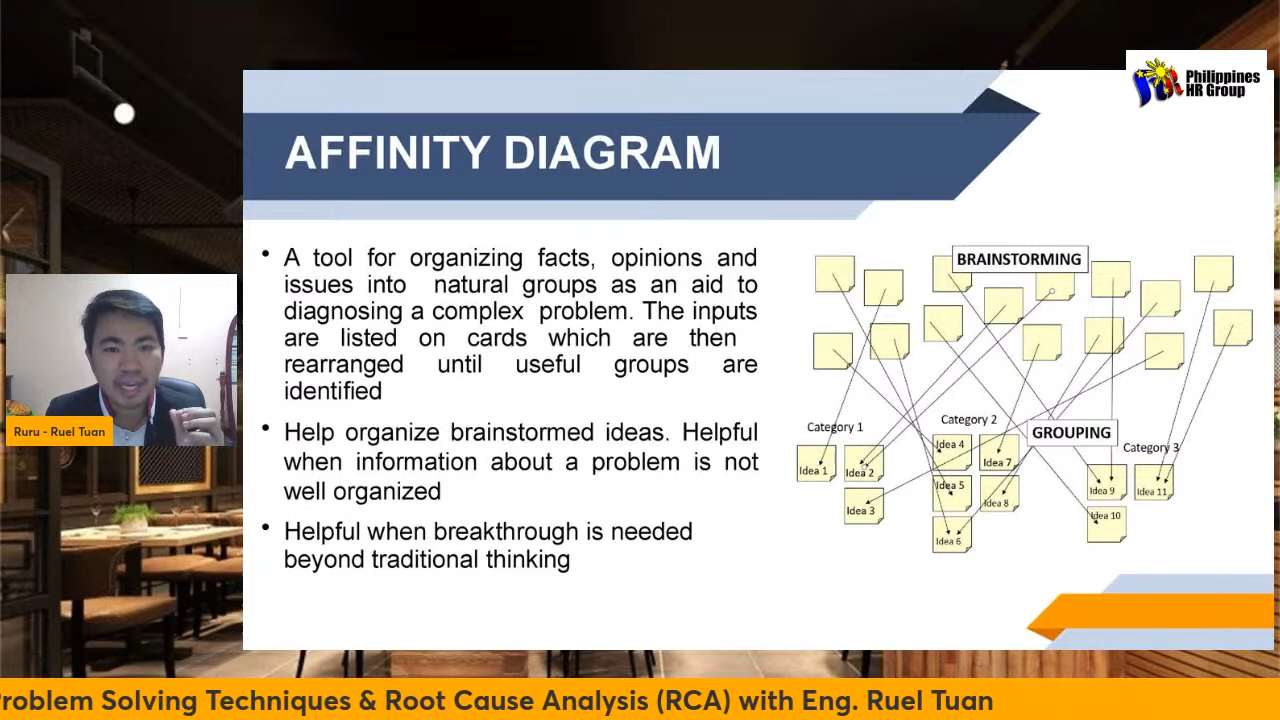 Philippines
HR Group
AFFINITY DIAGRAM
• A tool for organizing facts, opinions and
issues into natural groups as an aid to
diagnosing a complex problem. The inputs
are listed on cards which are then
rearranged until useful groups are
identified
• Help organize brainstormed ideas. Helpful
when information about a problem is not
well organized
• Helpful when breakthrough is needed
beyond traditional thinking
BRAINSTORMING
Category 1
Category 2
GROUPING
Category 3
Idea 1
Idea 2
Idea 3
Idea 4
Idea 7
Idea 5
Idea 8
Idea 6
Idea 9
Idea 11
Idea 10
Ruru - Ruel Tuan
Problem Solving Techniques & Root Cause Analysis (RCA) with Eng. Ruel Tuan